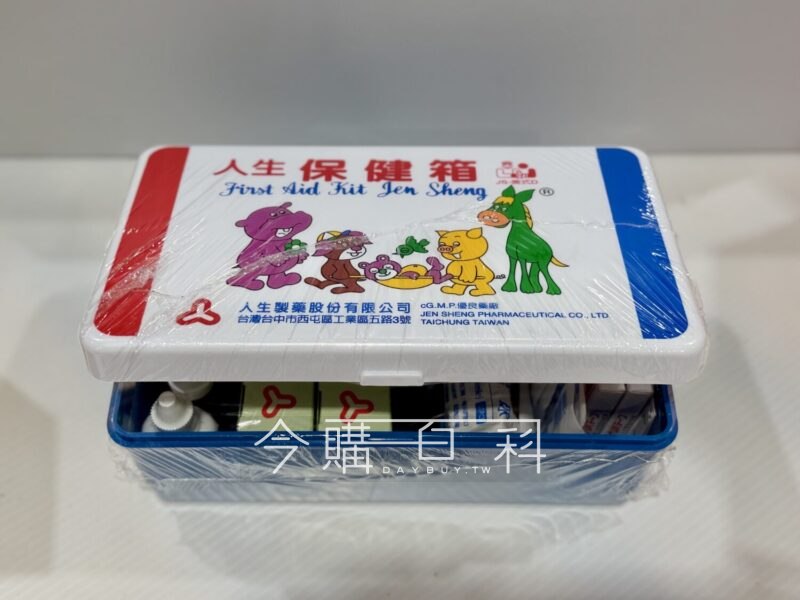 人生 保健箱
First Aid Kit Jen Sheng ®
人生製藥股份有限公司
台灣台中市西屯區工業區五路3號
cG.M.P.優良藥廠
JEN SHENG PHARMACEUTICAL CO., LTD
TAICHUNG TAIWAN
今購百科
DAYBUY.TW